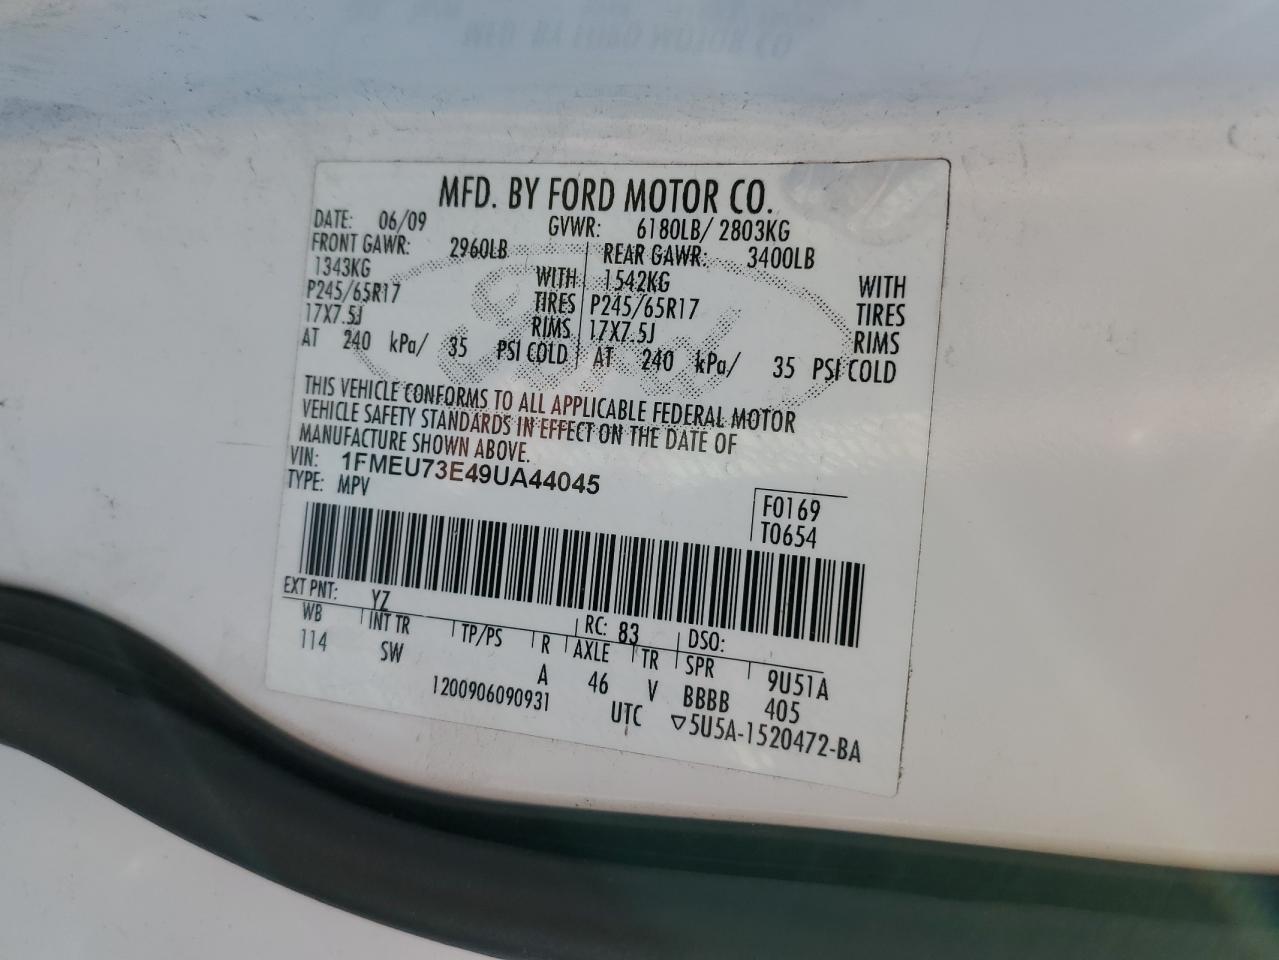 MFD. BY FORD MOTOR CO.
DATE: 06/09 GVWR: 6180LB/ 2803KG
FRONT GAWR: 2960LB REAR GAWR: 3400LB
1343KG WITH 1542KG WITH
P245/65R17 TIRES P245/65R17 TIRES
17X7.5J RIMS 17X7.5J RIMS
AT 240 kPa/ 35 PSI COLD AT 240 kPa/ 35 PSI COLD
THIS VEHICLE CONFORMS TO ALL APPLICABLE FEDERAL MOTOR
VEHICLE SAFETY STANDARDS IN EFFECT ON THE DATE OF
MANUFACTURE SHOWN ABOVE.
VIN: 1FMEU73E49UA44045
TYPE: MPV
F0169
T0654
EXT PNT: YZ RC: 83 DSO:
WB INT TR TP/PS R AXLE TR SPR 9U51A
114 SW A 46 V BBBB 405
1200906090931 UTC ▽5U5A-1520472-BA